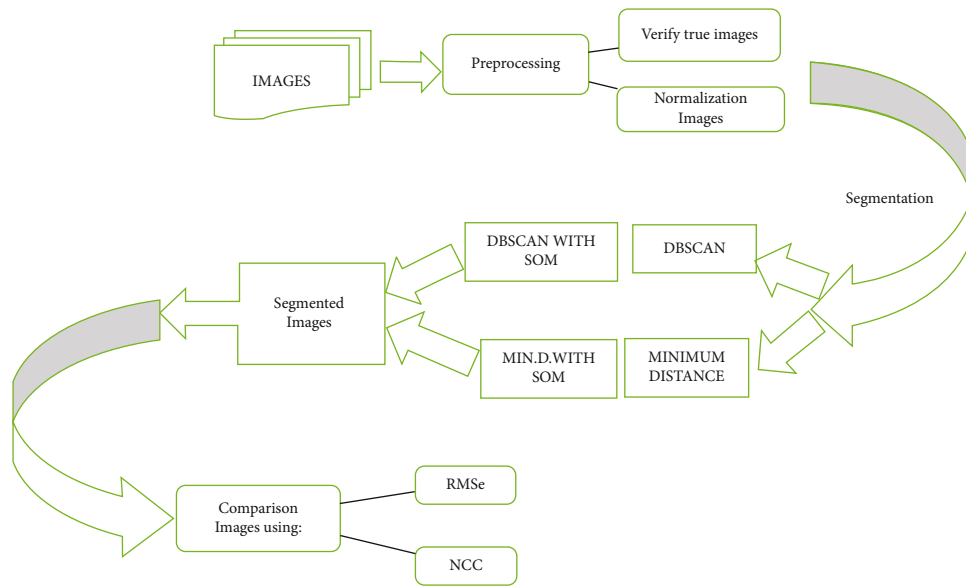 IMAGES
Preprocessing
Verify true images
Normalization
Images
Segmentation
DBSCAN WITH
SOM
DBSCAN
Segmented
Images
MIN.D.WITH
SOM
MINIMUM
DISTANCE
Comparison
Images using:
RMSe
NCC